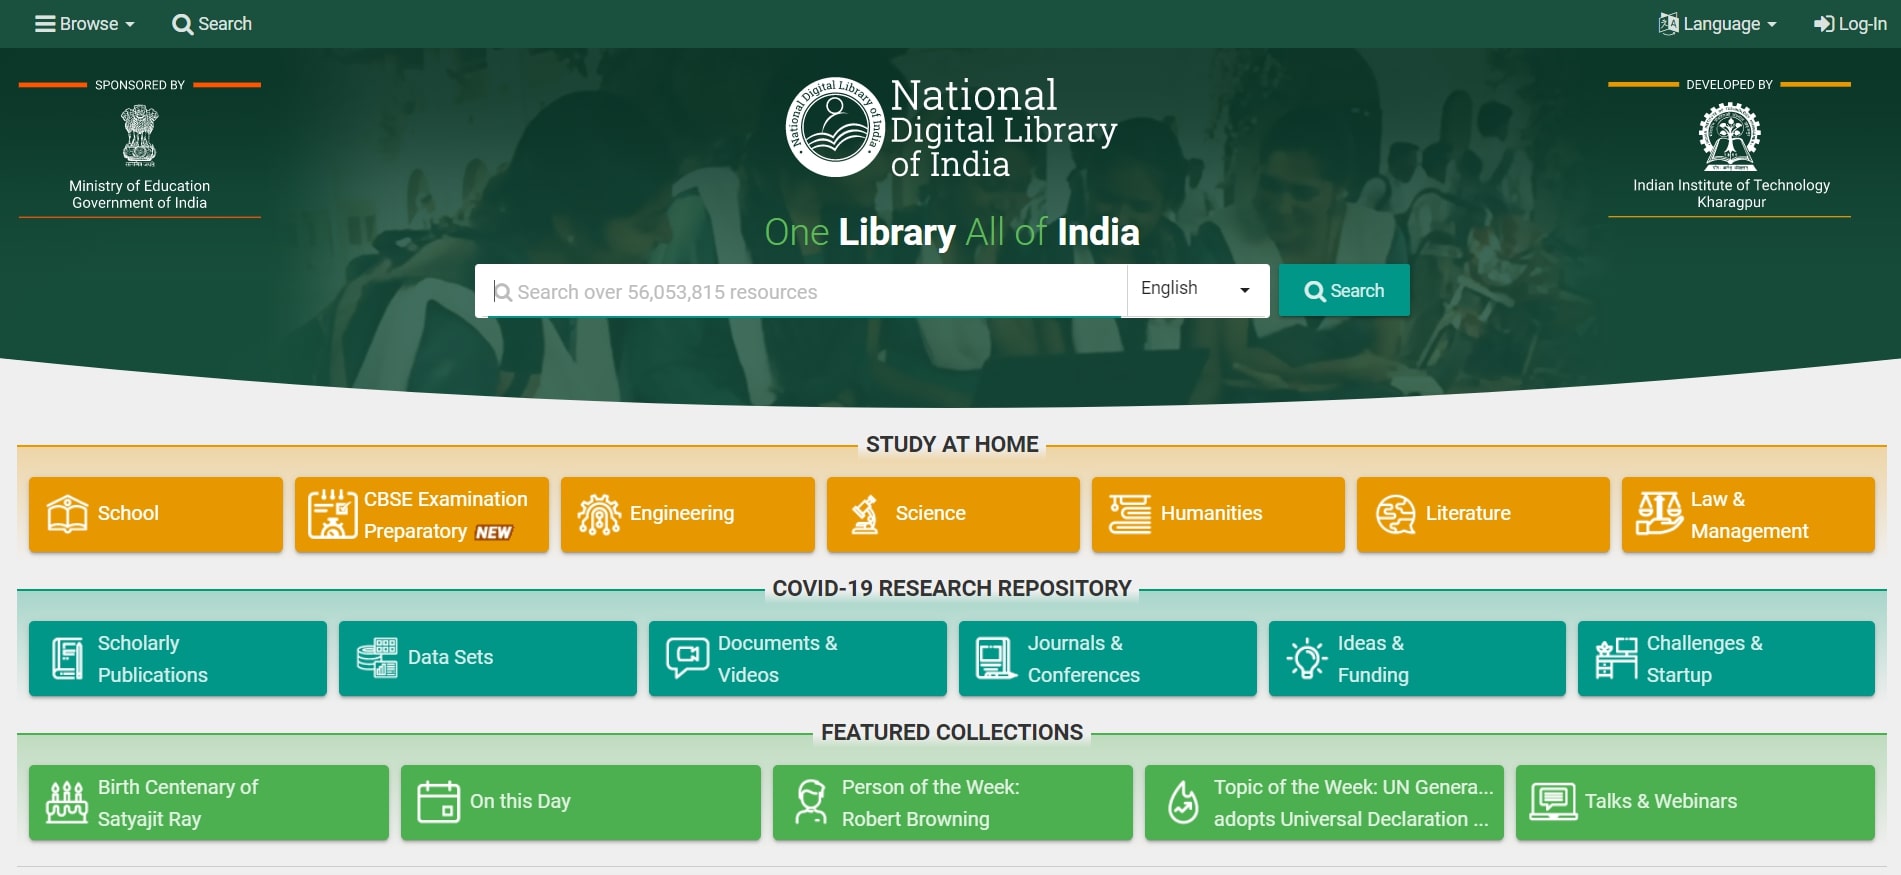 Browse
Search
Language
Log-In
SPONSORED BY
Ministry of Education
Government of India
National Digital Library of India
National
Digital Library
of India
DEVELOPED BY
Indian Institute of Technology
Kharagpur
One Library All of India
Search over 56,053,815 resources
English
Search
STUDY AT HOME
School
CBSE Examination
Preparatory NEW
Engineering
Science
Humanities
Literature
Law &
Management
COVID-19 RESEARCH REPOSITORY
Scholarly
Publications
Data Sets
Documents &
Videos
Journals &
Conferences
Ideas &
Funding
Challenges &
Startup
FEATURED COLLECTIONS
Birth Centenary of
Satyajit Ray
On this Day
Person of the Week:
Robert Browning
Topic of the Week: UN Genera...
adopts Universal Declaration ...
Talks & Webinars